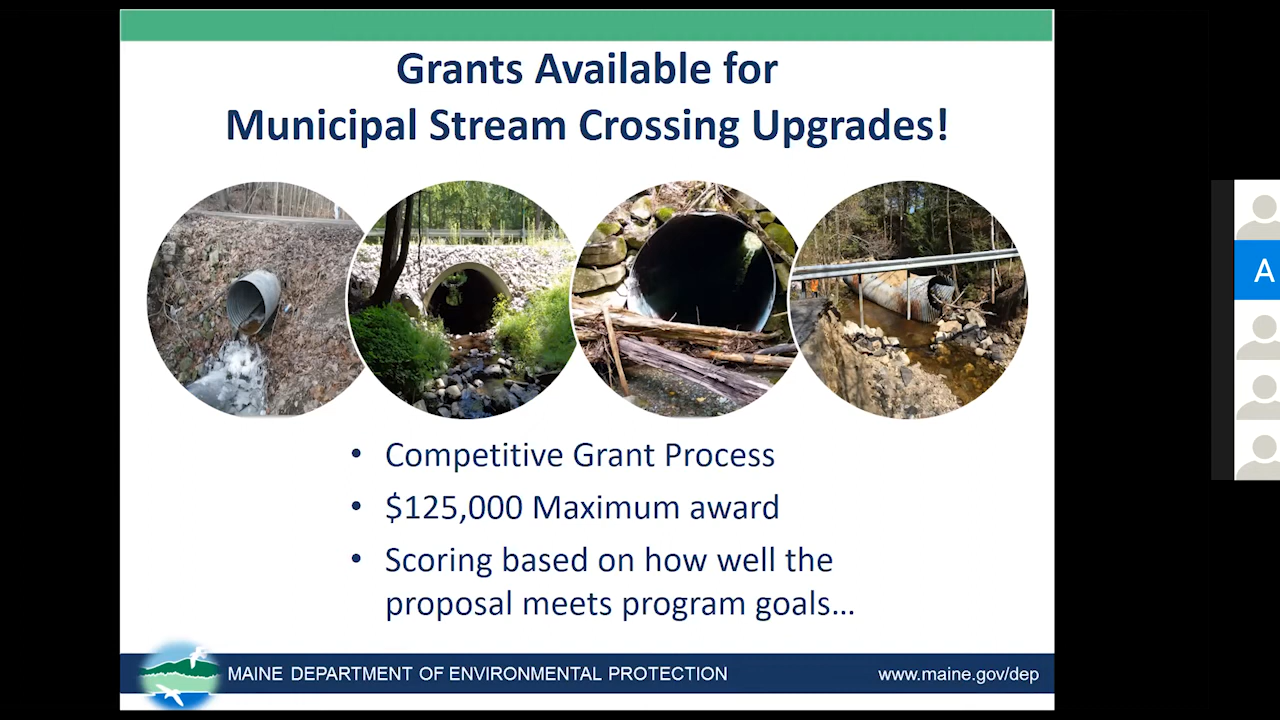 Grants Available for
Municipal Stream Crossing Upgrades!
• Competitive Grant Process
• $125,000 Maximum award
• Scoring based on how well the
proposal meets program goals...
MAINE DEPARTMENT OF ENVIRONMENTAL PROTECTION
www.maine.gov/dep
A